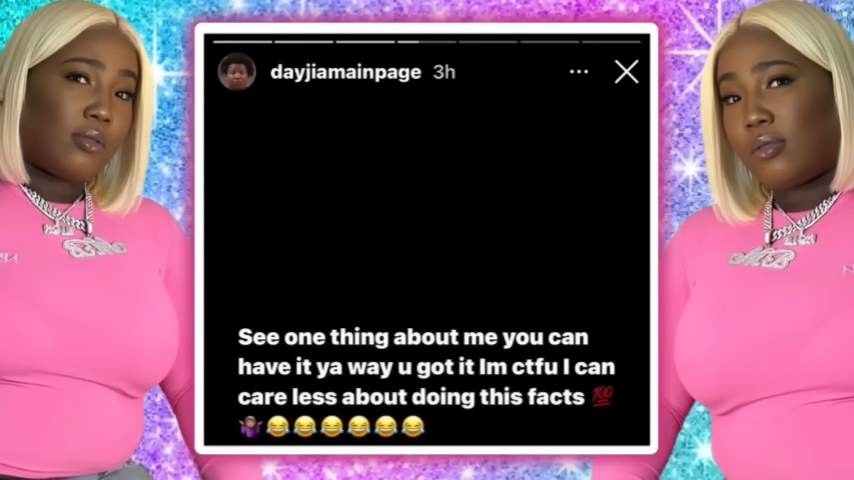 dayjiamainpage 3h
See one thing about me you can
have it ya way u got it Im ctfu I can
care less about doing this facts 💯
🤷🏾‍♀️😂😂😂😂😂😂